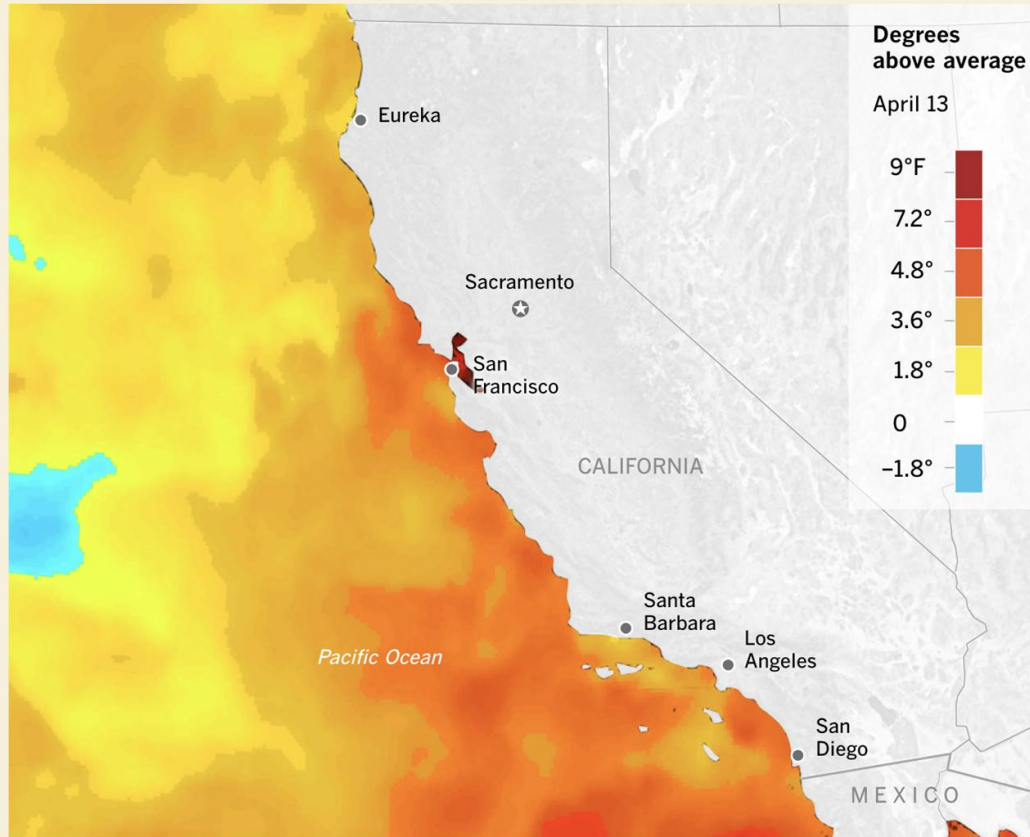 Degrees
above average
April 13
9°F
7.2°
4.8°
3.6°
1.8°
0
–1.8°
Eureka
Sacramento
San
Francisco
CALIFORNIA
Santa
Barbara
Los
Angeles
Pacific Ocean
San
Diego
MEXICO